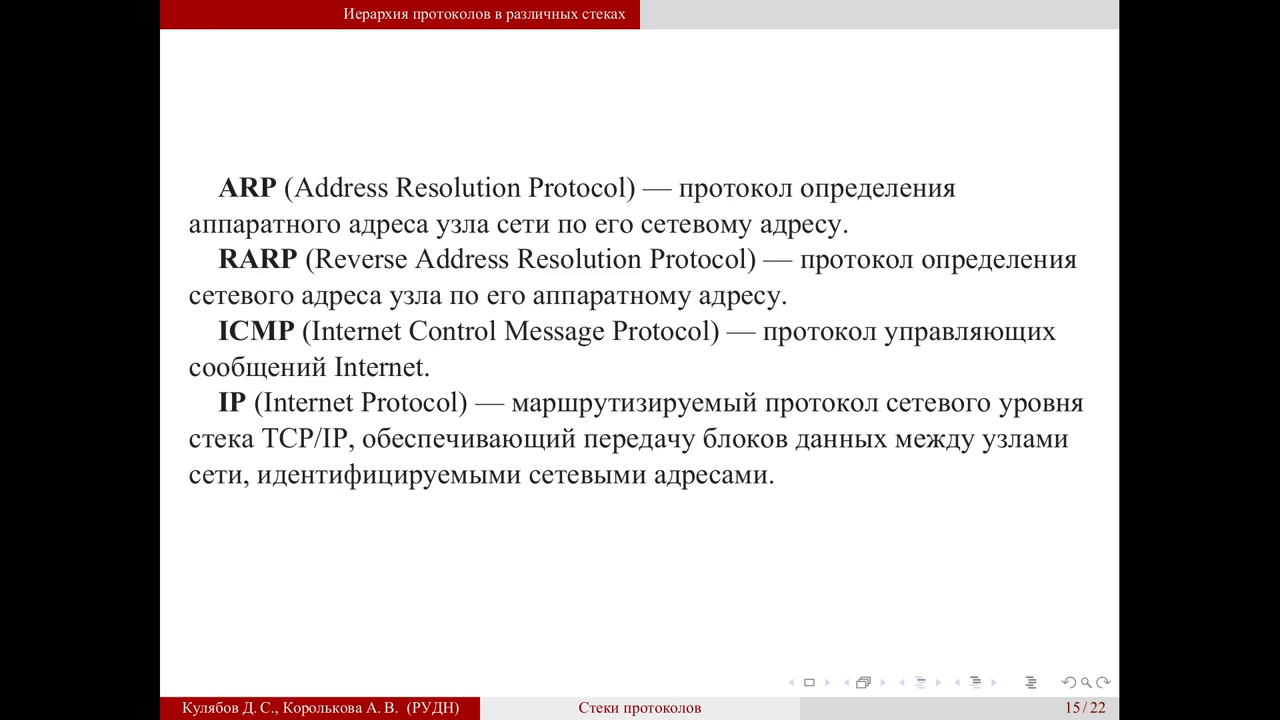 Иерархия протоколов в различных стеках
ARP (Address Resolution Protocol) — протокол определения
аппаратного адреса узла сети по его сетевому адресу.
RARP (Reverse Address Resolution Protocol) — протокол определения
сетевого адреса узла по его аппаратному адресу.
ICMP (Internet Control Message Protocol) — протокол управляющих
сообщений Internet.
IP (Internet Protocol) — маршрутизируемый протокол сетевого уровня
стека TCP/IP, обеспечивающий передачу блоков данных между узлами
сети, идентифицируемыми сетевыми адресами.
Кулябов Д. С., Королькова А. В. (РУДН)
Стеки протоколов
15 / 22